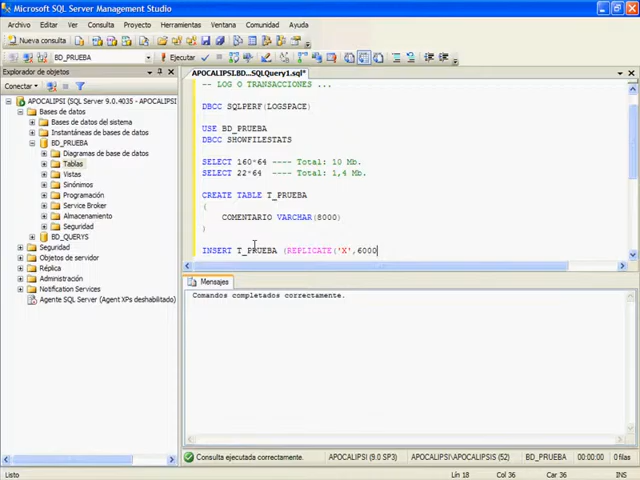 Microsoft SQL Server Management Studio
Archivo Editar Ver Consulta Proyecto Herramientas Ventana Comunidad Ayuda
Nueva consulta
BD_PRUEBA Ejecutar
Explorador de objetos
Conectar
APOCALIPSI (SQL Server 9.0.4035 - APOCALIPSI
Bases de datos
Bases de datos del sistema
Instantáneas de bases de datos
BD_PRUEBA
Diagramas de base de datos
Tablas
Vistas
Sinónimos
Programación
Service Broker
Almacenamiento
Seguridad
BD_QUERYS
Seguridad
Objetos de servidor
Réplica
Administración
Notification Services
Agente SQL Server (Agent XPs deshabilitado)
APOCALIPSI.BD...SQLQuery1.sql*
-- LOG O TRANSACCIONES ...
DBCC SQLPERF(LOGSPACE)
USE BD_PRUEBA
DBCC SHOWFILESTATS
SELECT 160*64 ---- Total: 10 Mb.
SELECT 22*64 ---- Total: 1,4 Mb.
CREATE TABLE T_PRUEBA
(
COMENTARIO VARCHAR(8000)
)
INSERT T_PRUEBA (REPLICATE('X',6000
Mensajes
Comandos completados correctamente.
Consulta ejecutada correctamente. APOCALIPSI (9.0 SP3) APOCALIPSI\APOCALIPSIS (52) BD_PRUEBA 00:00:00 0 filas
Listo Lín 18 Col 36 Car 36 INS